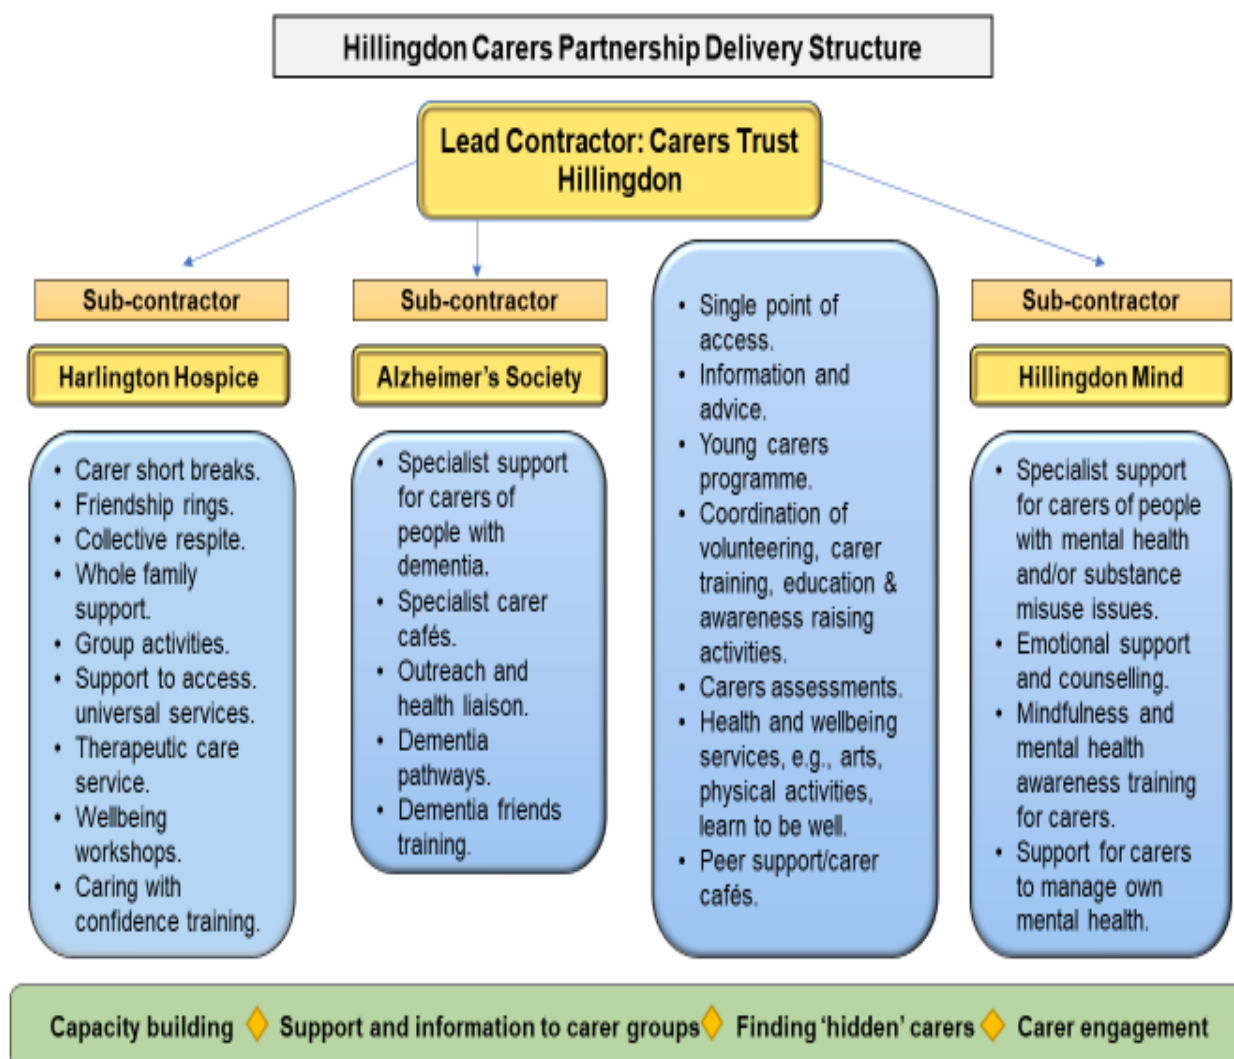 Hillingdon Carers Partnership Delivery Structure
Lead Contractor: Carers Trust
Hillingdon
Sub-contractor
Harlington Hospice
• Carer short breaks.
• Friendship rings.
• Collective respite.
• Whole family
support.
• Group activities.
• Support to access.
universal services.
• Therapeutic care
service.
• Wellbeing
workshops.
• Caring with
confidence training.
Sub-contractor
Alzheimer's Society
• Specialist support
for carers of
people with
dementia.
• Specialist carer
cafés.
• Outreach and
health liaison.
• Dementia
pathways.
• Dementia friends
training.
• Single point of
access.
• Information and
advice.
• Young carers
programme.
• Coordination of
volunteering, carer
training, education &
awareness raising
activities.
• Carers assessments.
• Health and wellbeing
services, e.g., arts,
physical activities,
learn to be well.
• Peer support/carer
cafés.
Sub-contractor
Hillingdon Mind
• Specialist support
for carers of people
with mental health
and/or substance
misuse issues.
• Emotional support
and counselling.
• Mindfulness and
mental health
awareness training
for carers.
• Support for carers
to manage own
mental health.
Capacity building ◆ Support and information to carer groups ◆ Finding 'hidden' carers ◆ Carer engagement